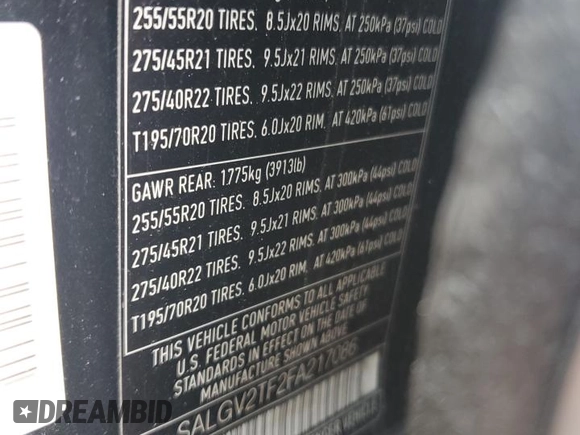 255/55R20 TIRES. 8.5Jx20 RIMS. AT 250kPa (37psi) COLD
275/45R21 TIRES. 9.5Jx21 RIMS. AT 250kPa (37psi) COLD
275/40R22 TIRES. 9.5Jx22 RIMS. AT 250kPa (37psi) COLD
T195/70R20 TIRES. 6.0Jx20 RIM. AT 420kPa (61psi) COLD
GAWR REAR: 1775kg (3913lb)
255/55R20 TIRES. 8.5Jx20 RIMS. AT 300kPa (44psi) COLD
275/45R21 TIRES. 9.5Jx21 RIMS. AT 300kPa (44psi) COLD
275/40R22 TIRES. 9.5Jx22 RIMS. AT 300kPa (44psi) COLD
T195/70R20 TIRES. 6.0Jx20 RIM. AT 420kPa (61psi) COLD
THIS VEHICLE CONFORMS TO ALL APPLICABLE
U.S. FEDERAL MOTOR VEHICLE SAFETY
STANDARDS IN EFFECT ON THE DATE OF
MANUFACTURE SHOWN ABOVE
SALGV2TF2FA217086
VEHICLE
DREAMBID